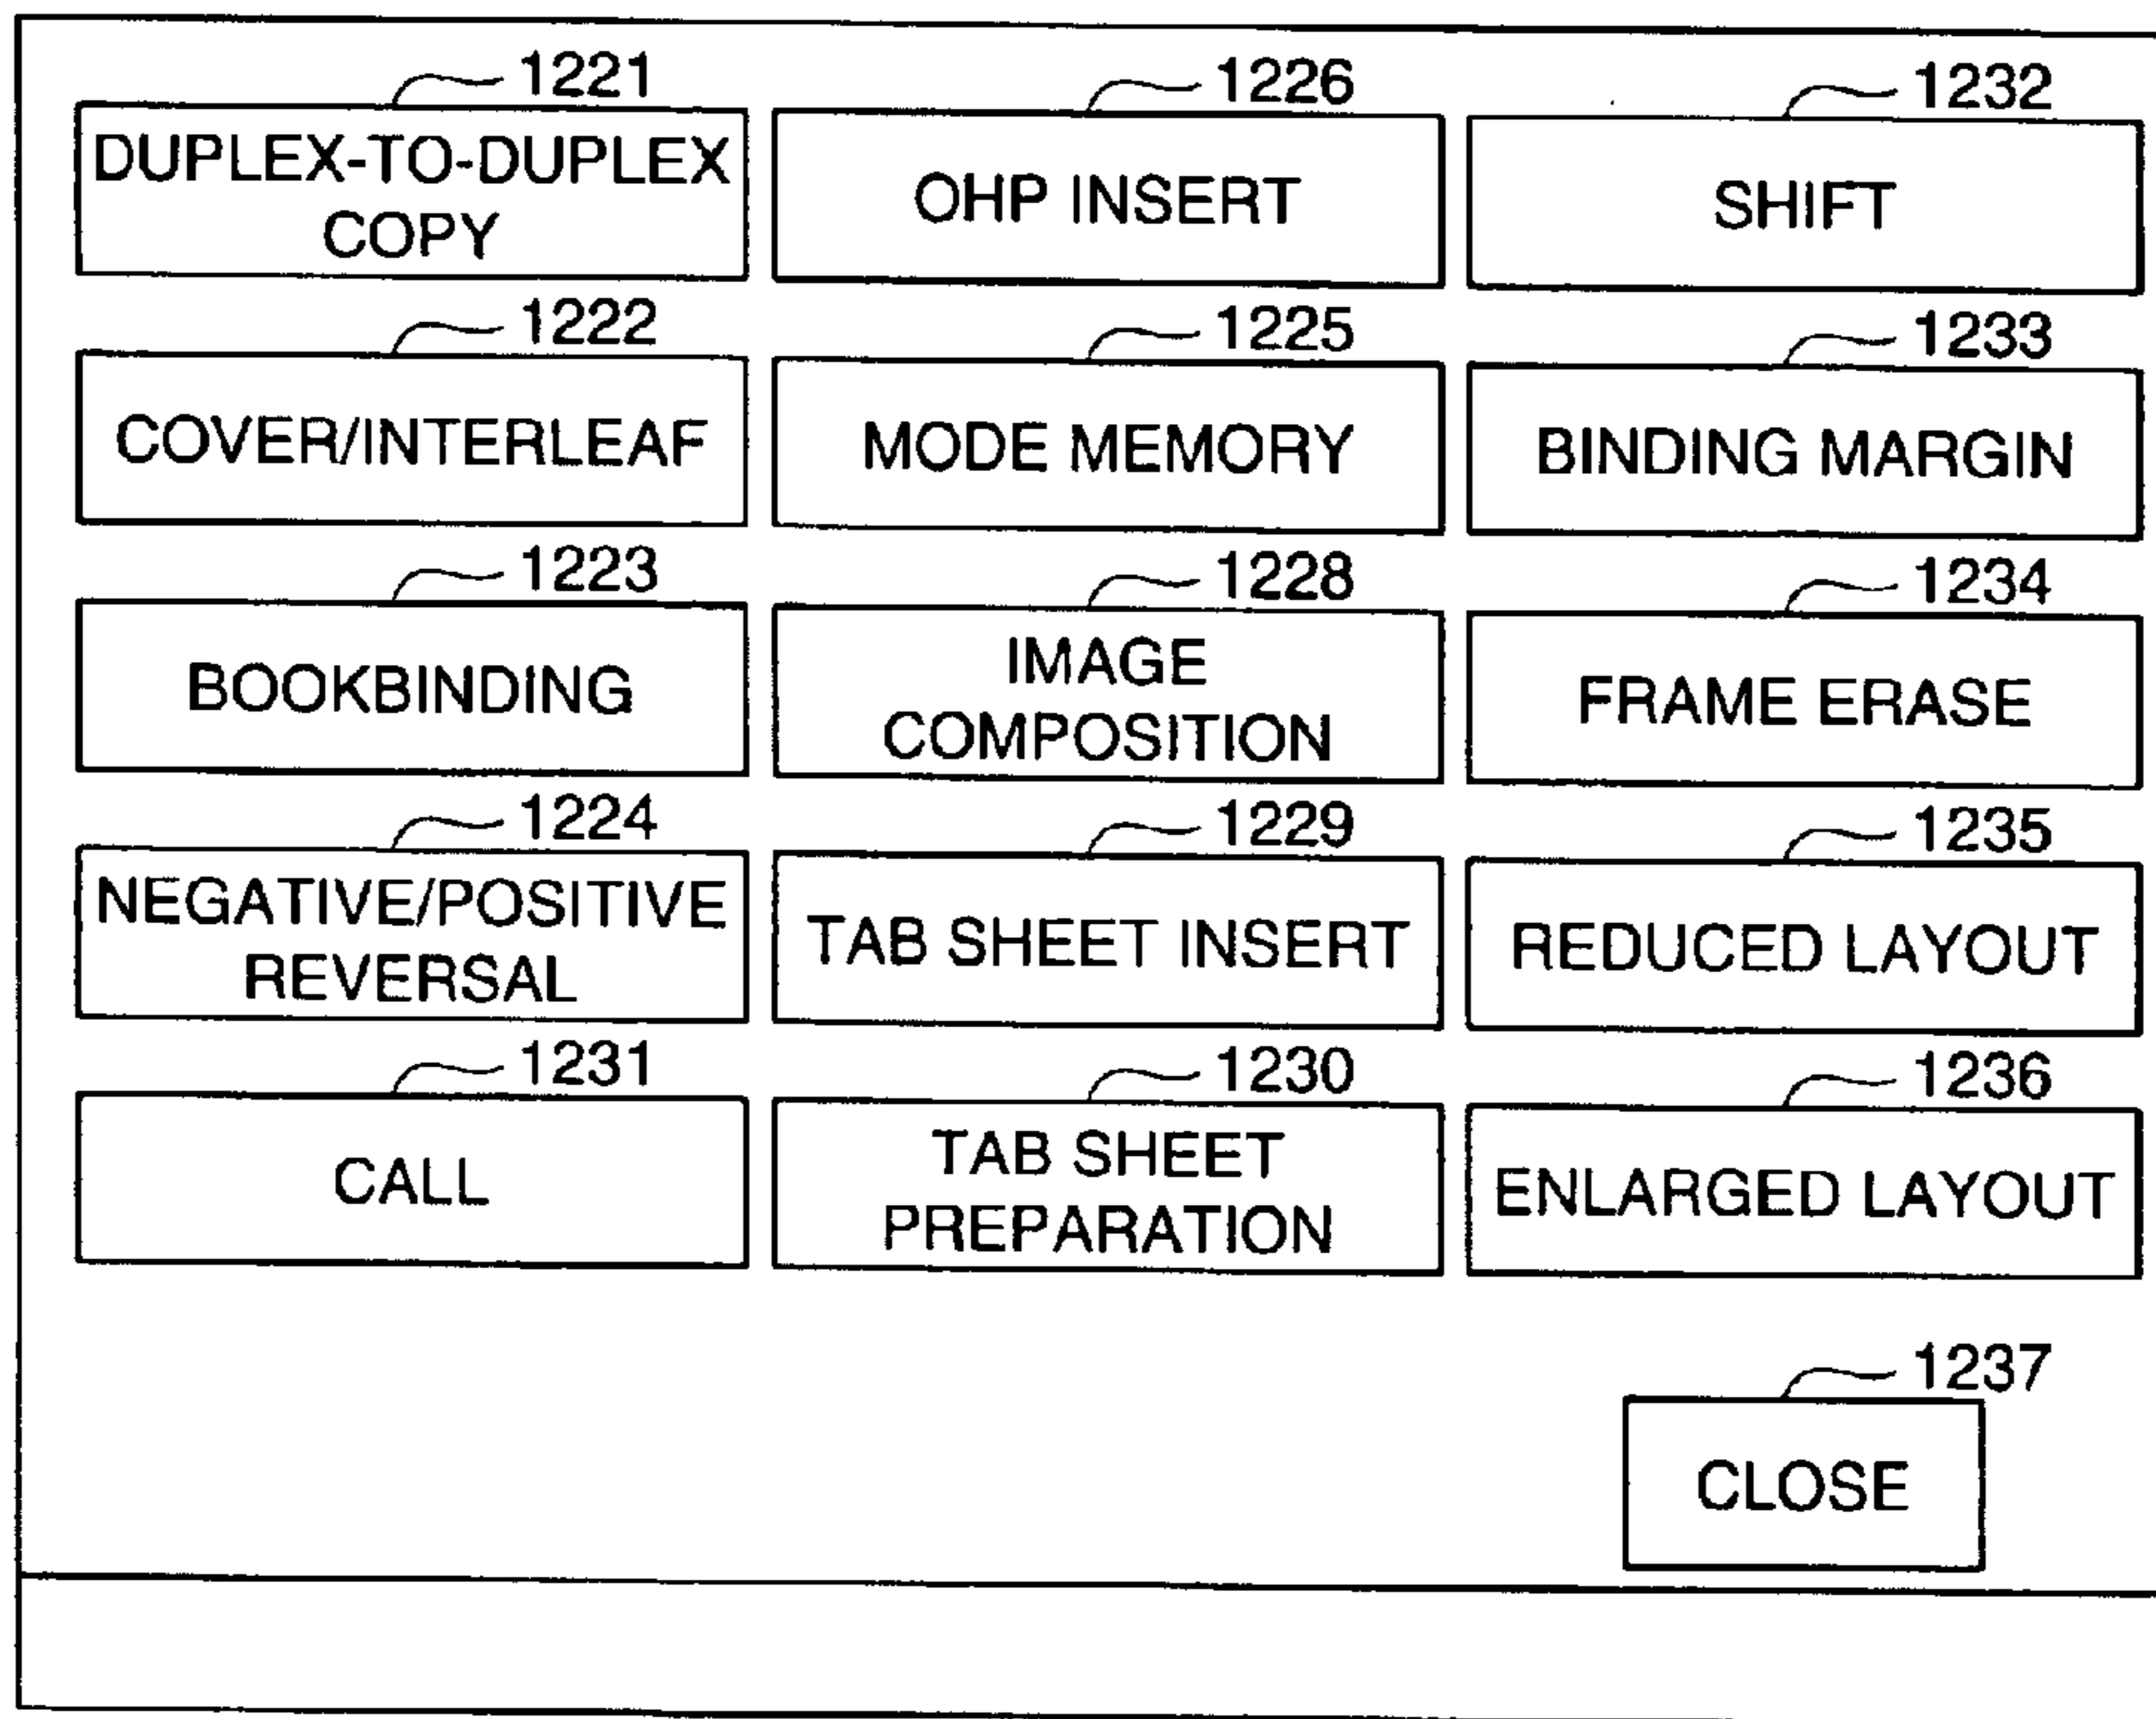 1221
DUPLEX-TO-DUPLEX
COPY
1226
OHP INSERT
1232
SHIFT
1222
COVER/INTERLEAF
1225
MODE MEMORY
1233
BINDING MARGIN
1223
BOOKBINDING
1228
IMAGE
COMPOSITION
1234
FRAME ERASE
1224
NEGATIVE/POSITIVE
REVERSAL
1229
TAB SHEET INSERT
1235
REDUCED LAYOUT
1231
CALL
1230
TAB SHEET
PREPARATION
1236
ENLARGED LAYOUT
1237
CLOSE